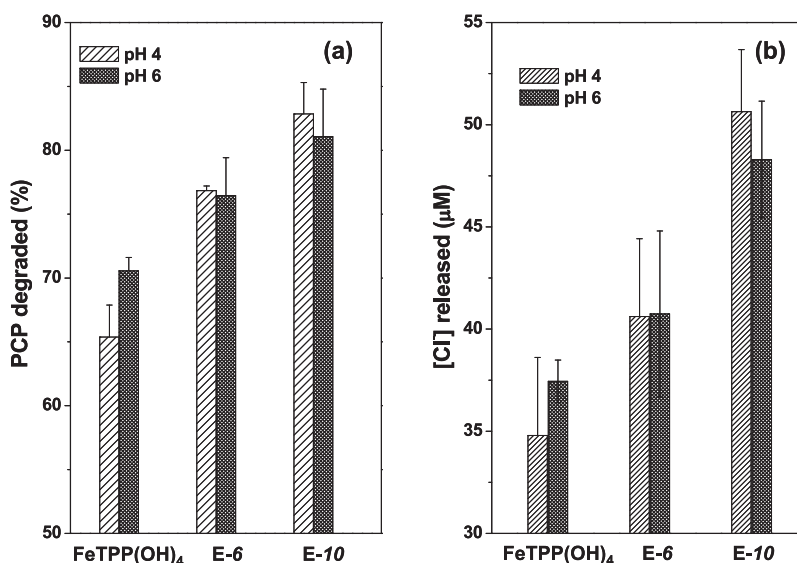 (a)
pH 4
pH 6
PCP degraded (%)
90
80
70
60
50
FeTPP(OH)4
E-6
E-10
(b)
pH 4
pH 6
[Cl-] released (μM)
55
50
45
40
35
30
FeTPP(OH)4
E-6
E-10